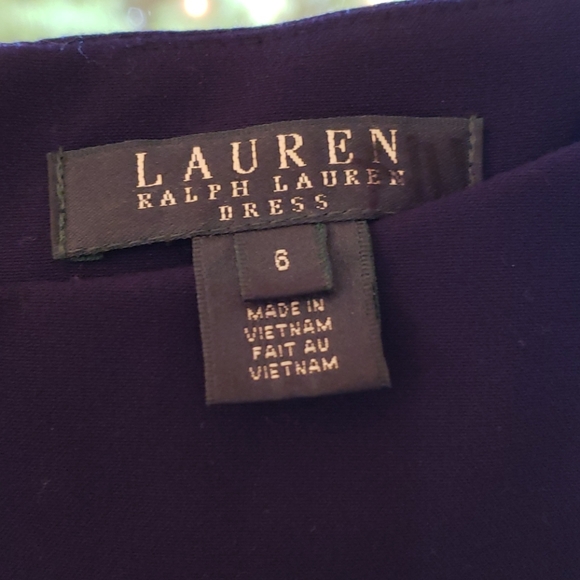 LAUREN
RALPH LAUREN
DRESS
6
MADE IN
VIETNAM
FAIT AU
VIETNAM